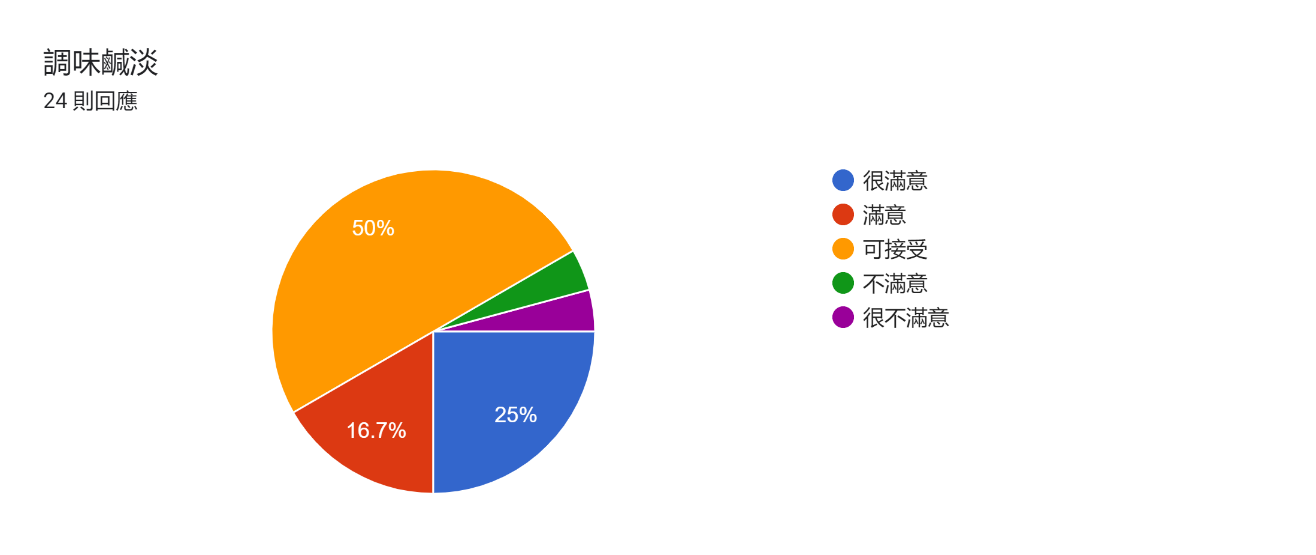 調味鹹淡
24 則回應
50%
16.7%
25%
很滿意
滿意
可接受
不滿意
很不滿意